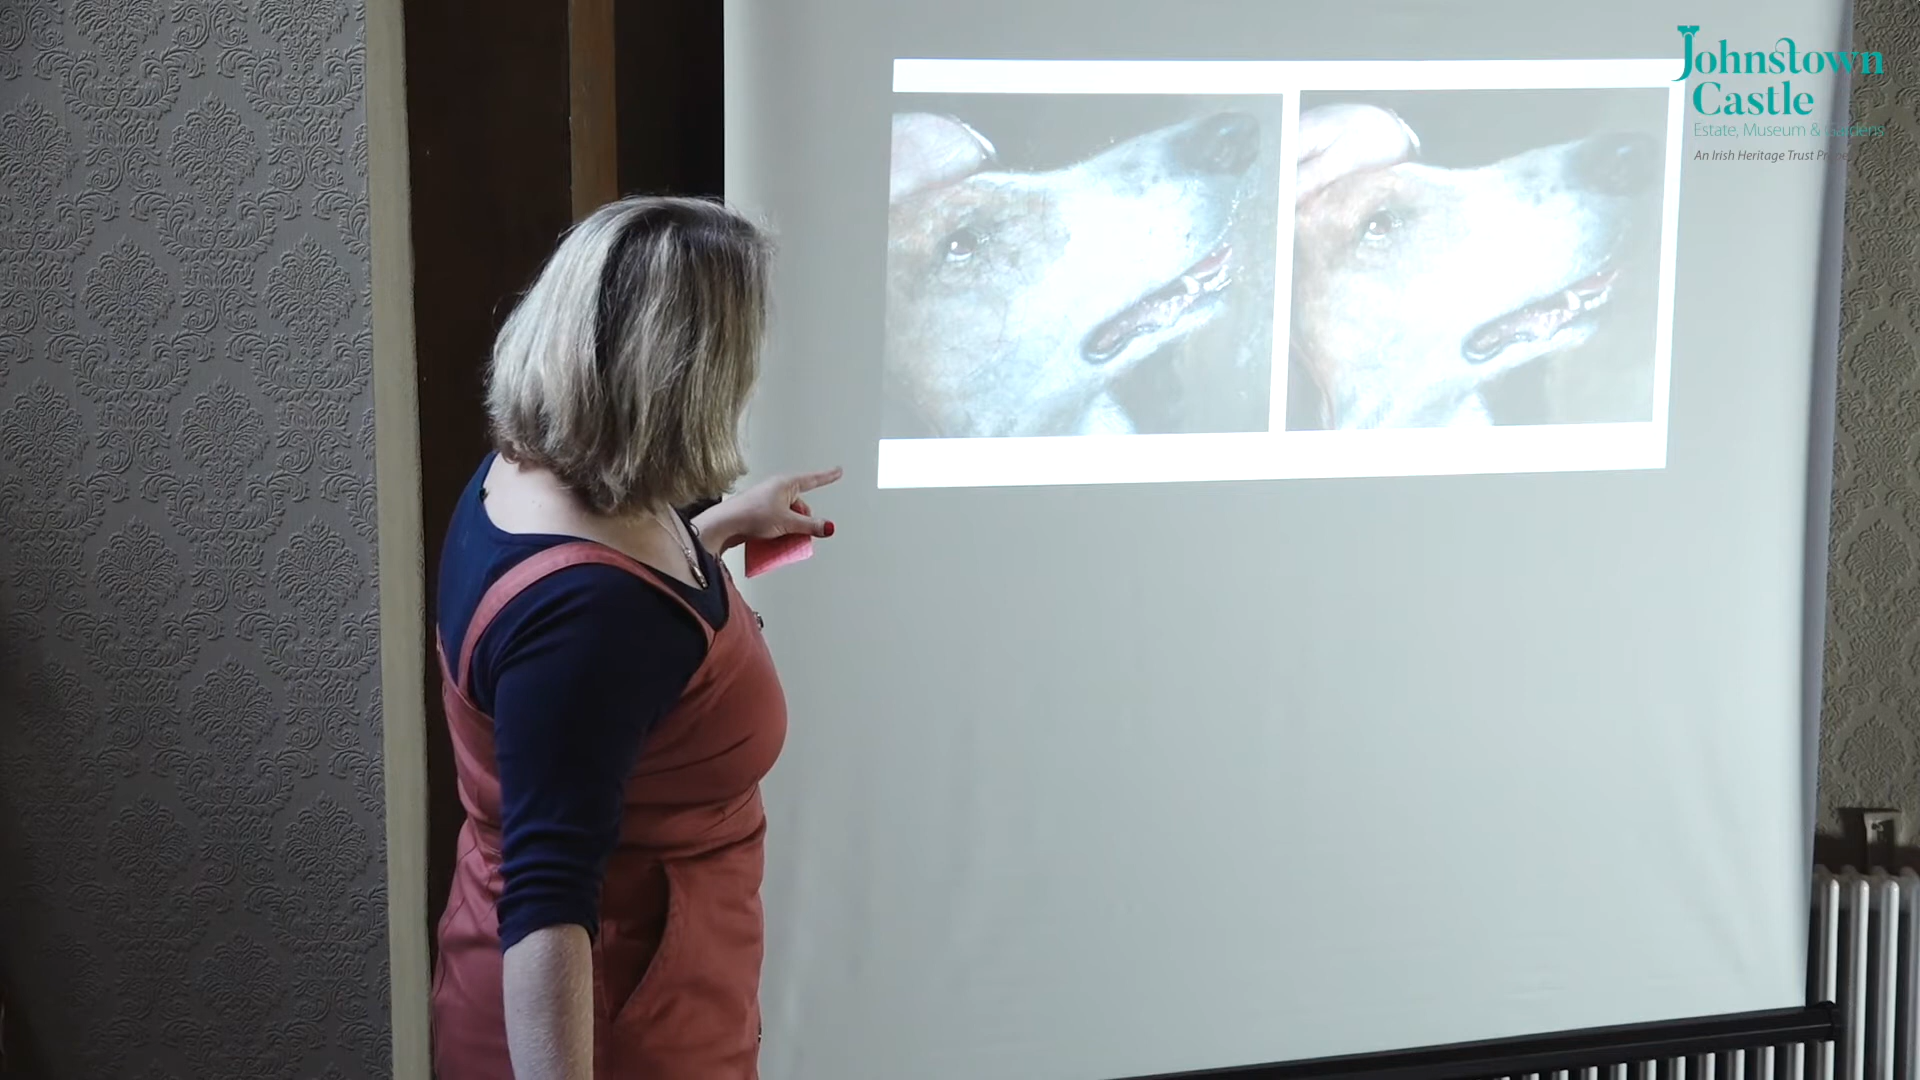 Johnstown
Castle
Estate, Museum & Gardens
An Irish Heritage Trust